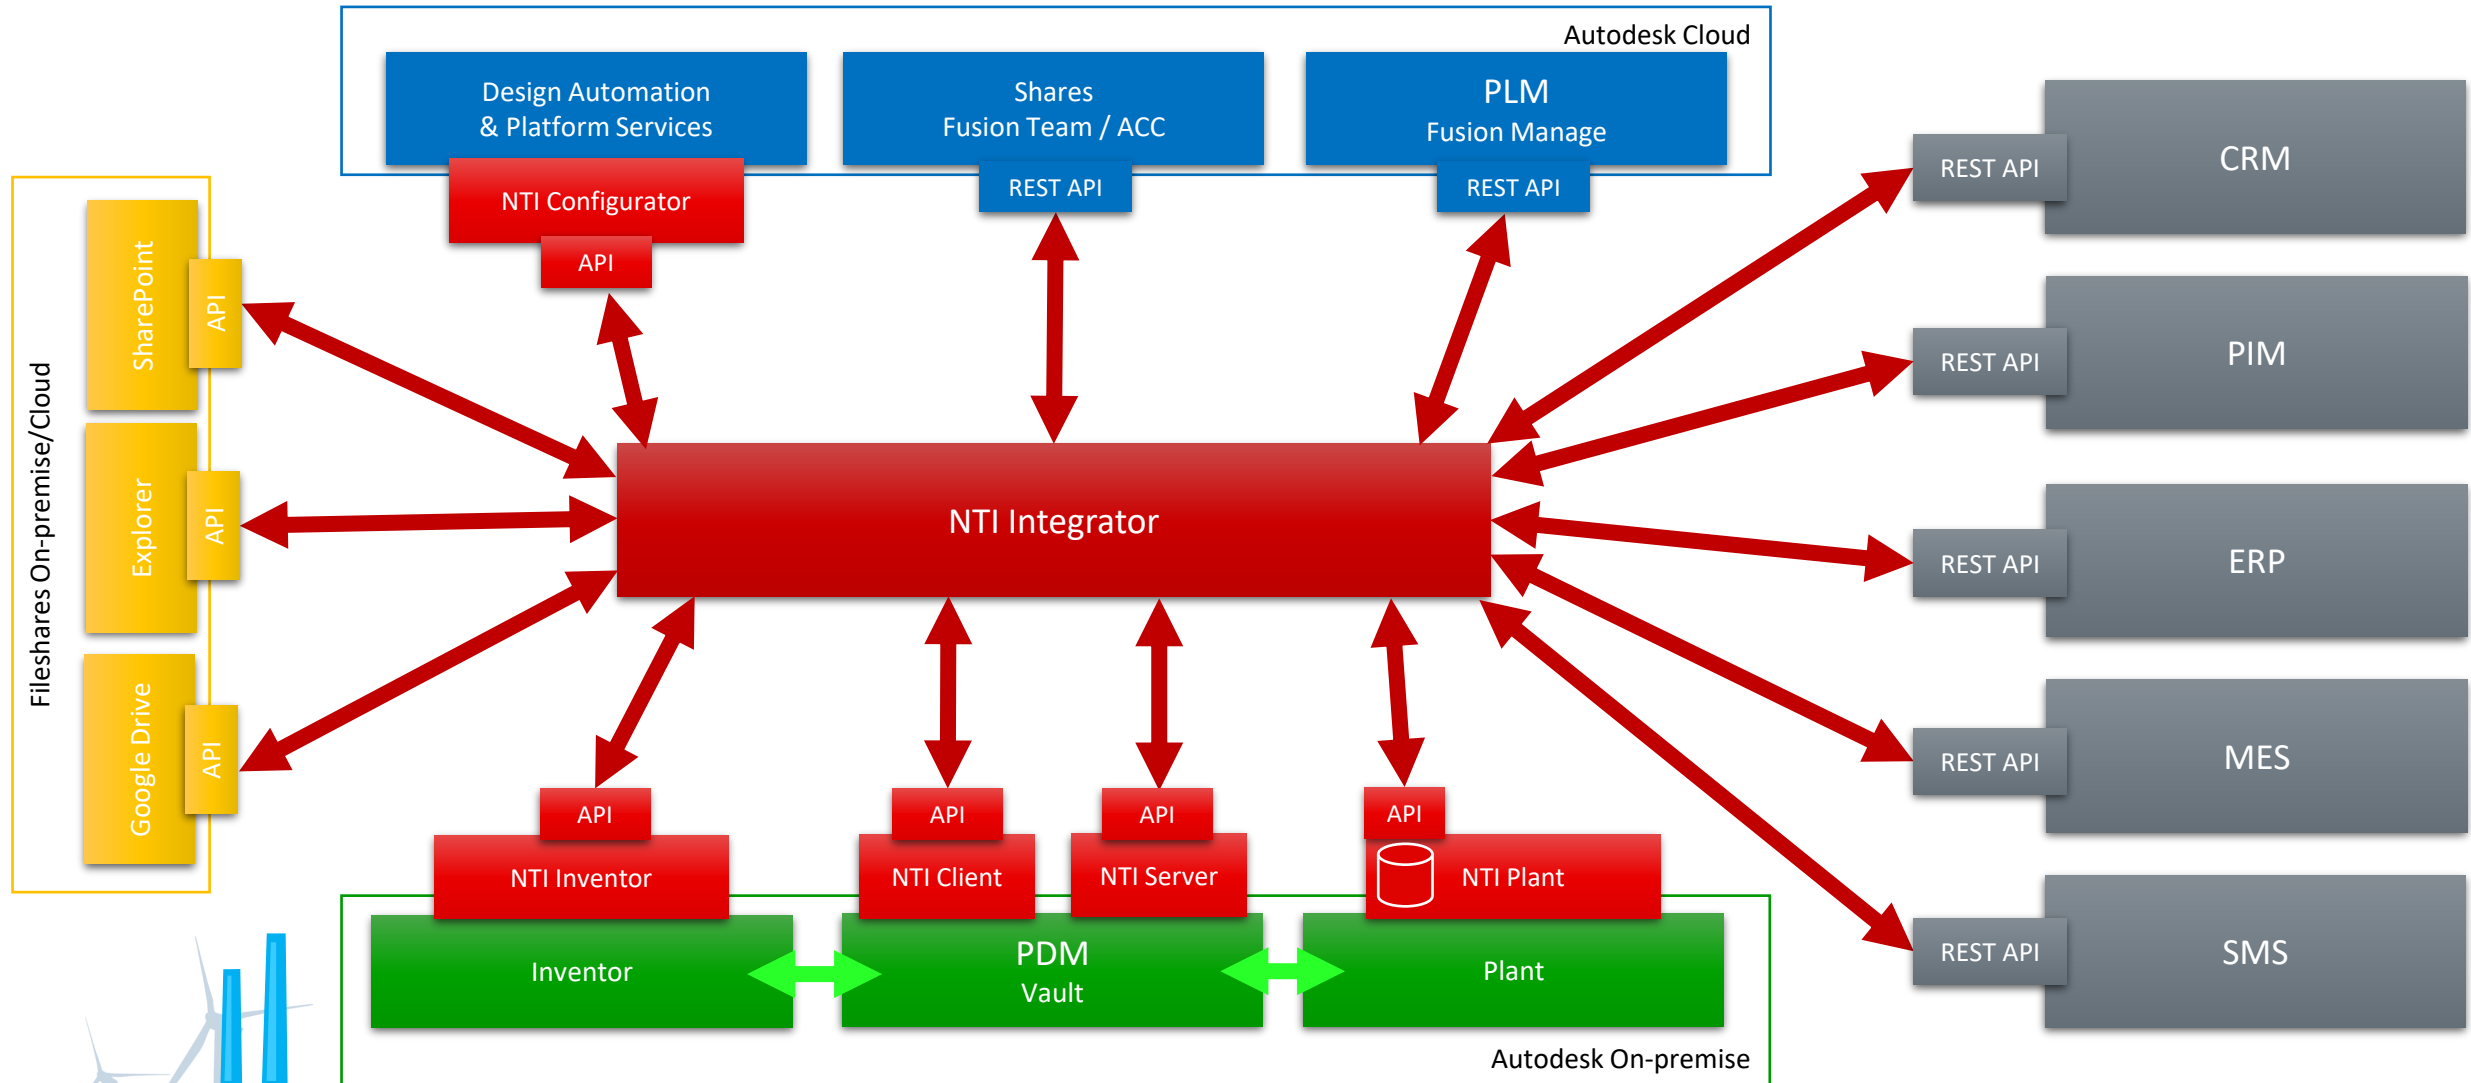 Autodesk Cloud
Design Automation
& Platform Services
Shares
Fusion Team / ACC
PLM
Fusion Manage
NTI Configurator
API
REST API
REST API
Fileshares On-premise/Cloud
SharePoint
API
Explorer
API
Google Drive
API
NTI Integrator
REST API
CRM
REST API
PIM
REST API
ERP
REST API
MES
REST API
SMS
API
API
API
API
NTI Inventor
NTI Client
NTI Server
NTI Plant
Inventor
PDM
Vault
Plant
Autodesk On-premise